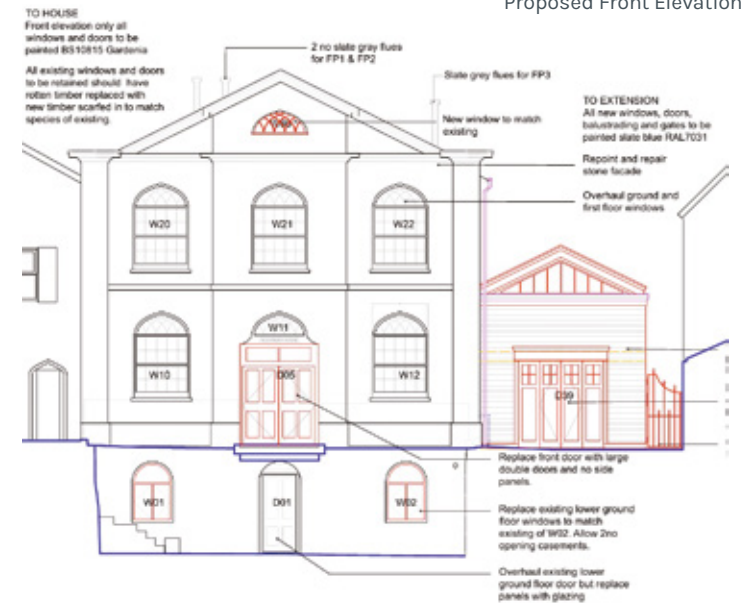 Proposed Front Elevation
TO HOUSE
Front elevation only all
windows and doors to be
painted BS10B15 Gardenia
All existing windows and doors
to be retained should have
rotten timber replaced with
new timber scarfed in to match
species of existing.
2 no slate gray flues
for FP1 & FP2
Slate grey flues for FP3
New window to match
existing
TO EXTENSION
All new windows, doors,
balustrading and gates to be
painted slate blue RAL7031
Repoint and repair
stone facade
Overhaul ground and
first floor windows
W20
W21
W22
W11
W10
D05
W12
D09
Replace front door with large
double doors and no side
panels.
W01
D01
W02
Replace existing lower ground
floor windows to match
existing of W02. Allow 2no
opening casements.
Overhaul existing lower
ground floor door but replace
panels with glazing